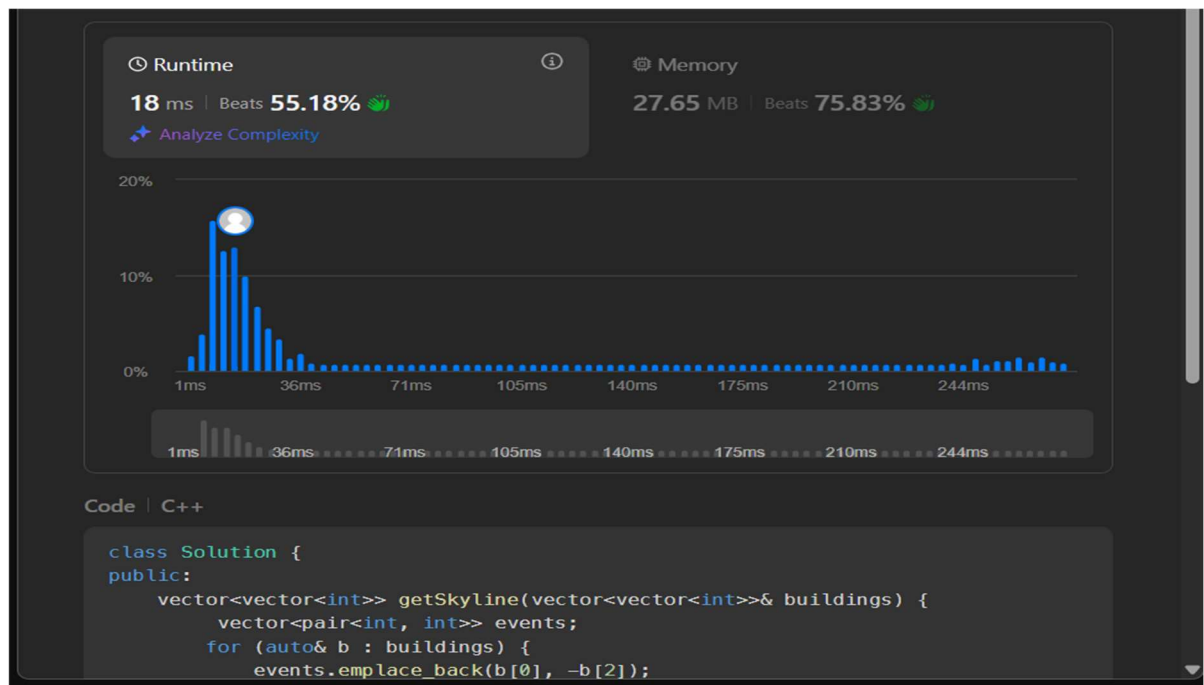 Runtime
Memory
18 ms | Beats 55.18%
27.65 MB | Beats 75.83%
Analyze Complexity
20%
10%
0%
1ms 36ms 71ms 105ms 140ms 175ms 210ms 244ms
1ms 36ms 71ms 105ms 140ms 175ms 210ms 244ms
Code | C++
class Solution {
public:
    vector<vector<int>> getSkyline(vector<vector<int>>& buildings) {
         vector<pair<int, int>> events;
        for (auto& b : buildings) {
            events.emplace_back(b[0], -b[2]);